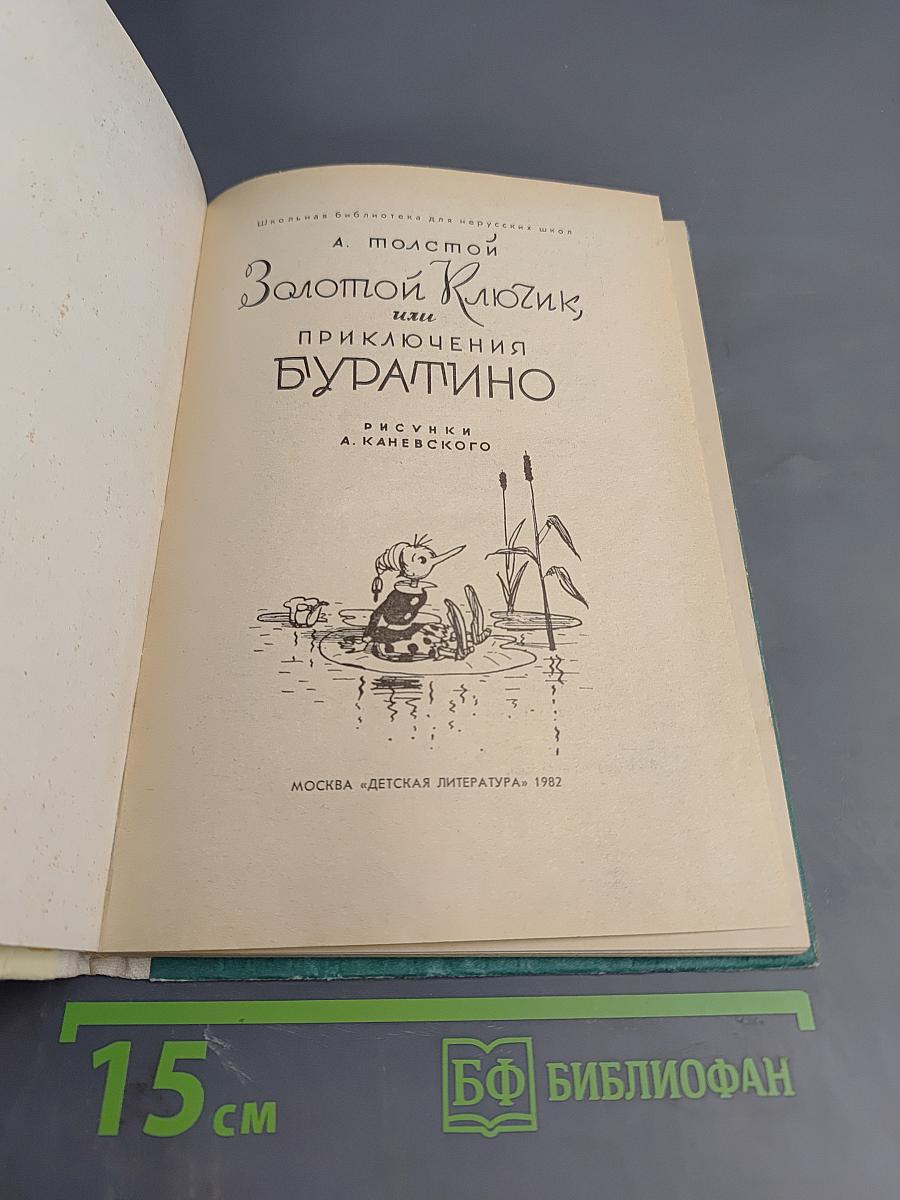 Школьная библиотека для нерусских школ
А. ТОЛСТОЙ
Золотой Ключик,
или
ПРИКЛЮЧЕНИЯ
БУРАТИНО
РИСУНКИ
А. КАНЕВСКОГО
МОСКВА «ДЕТСКАЯ ЛИТЕРАТУРА» 1982
15 см
БФ БИБЛИОФАН